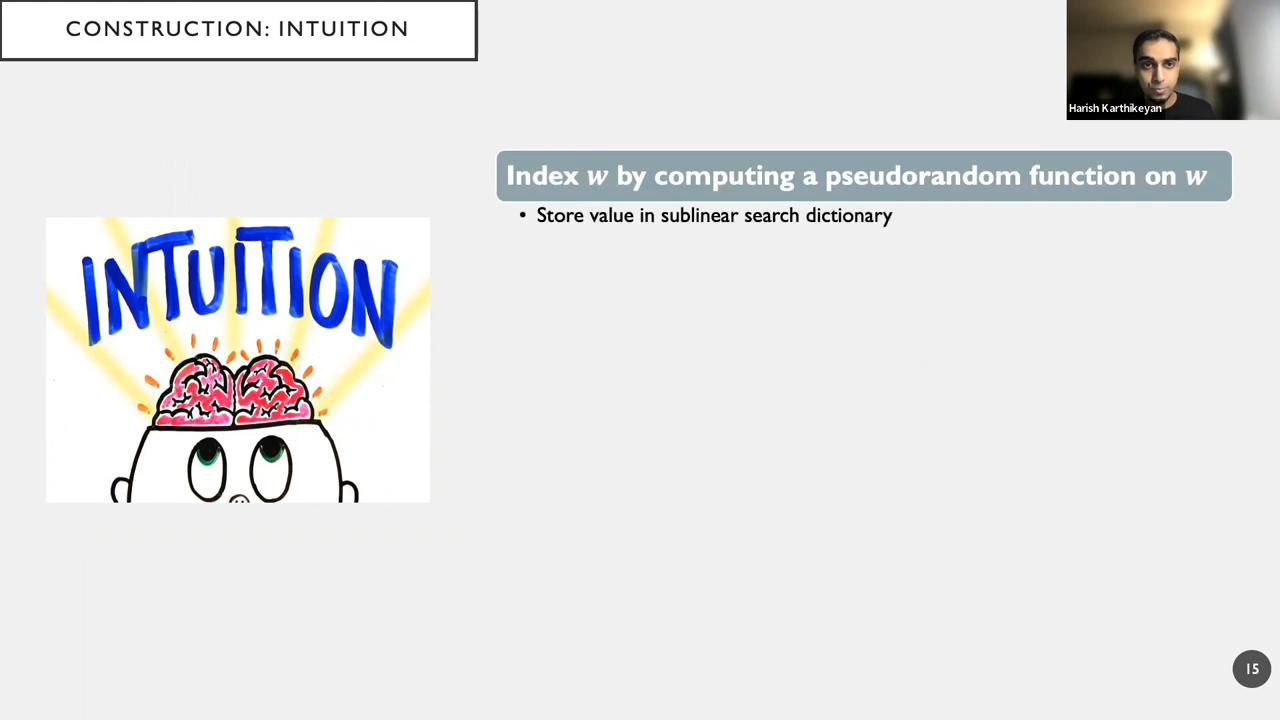 CONSTRUCTION: INTUITION
Harish Karthikeyan
Index w by computing a pseudorandom function on w
• Store value in sublinear search dictionary
INTUITION
15